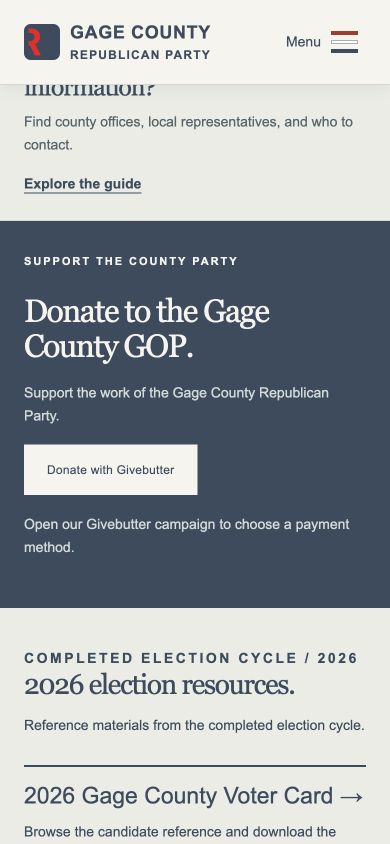 GAGE COUNTY
REPUBLICAN PARTY
Menu
information?
Find county offices, local representatives, and who to
contact.
Explore the guide
SUPPORT THE COUNTY PARTY
Donate to the Gage
County GOP.
Support the work of the Gage County Republican
Party.
Donate with Givebutter
Open our Givebutter campaign to choose a payment
method.
COMPLETED ELECTION CYCLE / 2026
2026 election resources.
Reference materials from the completed election cycle.
2026 Gage County Voter Card →
Browse the candidate reference and download the